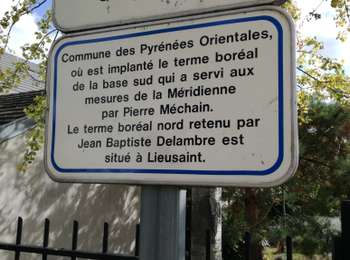 Commune des Pyrénées Orientales,
où est implanté le terme boréal
de la base sud qui a servi aux
mesures de la Méridienne
par Pierre Méchain.
Le terme boréal nord retenu par
Jean Baptiste Delambre est
situé à Lieusaint.